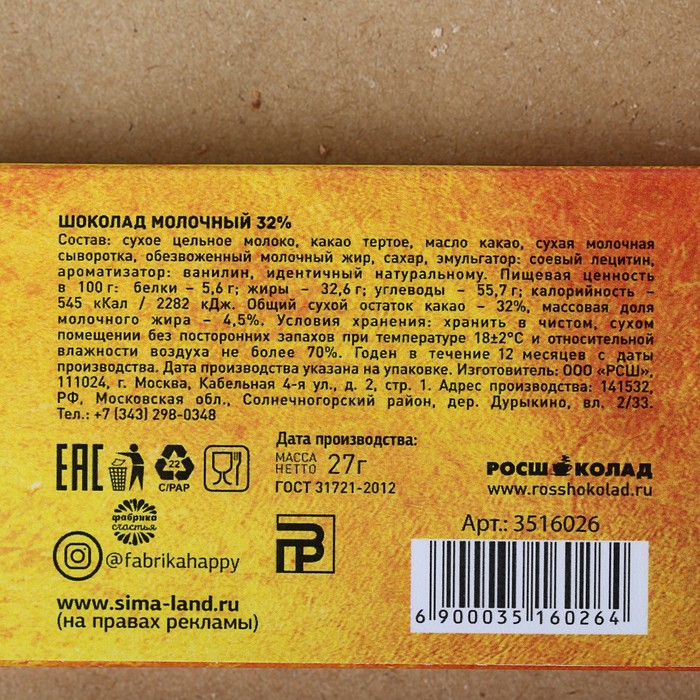 ШОКОЛАД МОЛОЧНЫЙ 32%
Состав: сухое цельное молоко, какао тертое, масло какао, сухая молочная
сыворотка, обезвоженный молочный жир, сахар, эмульгатор: соевый лецитин,
ароматизатор: ванилин, идентичный натуральному. Пищевая ценность
в 100 г: белки – 5,6 г; жиры – 32,6 г; углеводы – 55,7 г; калорийность –
545 кКал / 2282 кДж. Общий сухой остаток какао – 32%, массовая доля
молочного жира – 4,5%. Условия хранения: хранить в чистом, сухом
помещении без посторонних запахов при температуре 18±2°С и относительной
влажности воздуха не более 70%. Годен в течение 12 месяцев с даты
производства. Дата производства указана на упаковке. Изготовитель: ООО «РСШ»,
111024, г. Москва, Кабельная 4-я ул., д. 2, стр. 1. Адрес производства: 141532,
РФ, Московская обл., Солнечногорский район, дер. Дурыкино, вл. 2/33.
Тел.: +7 (343) 298-0348
Дата производства:
МАССА
НЕТТО 27г
ГОСТ 31721-2012
EAC
22
C/PAP
РОСШОКОЛАД
www.rosshokolad.ru
фабрика
счастья
@fabrikahappy
Арт.: 3516026
6 900035 160264
www.sima-land.ru
(на правах рекламы)